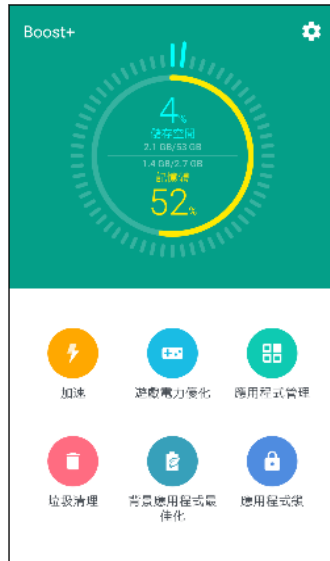 Boost+
4%
儲存空間
2.1 GB/53 GB
1.4 GB/2.7 GB
記憶體
52%
加速
遊戲電力優化
應用程式管理
垃圾清理
背景應用程式最
佳化
應用程式鎖